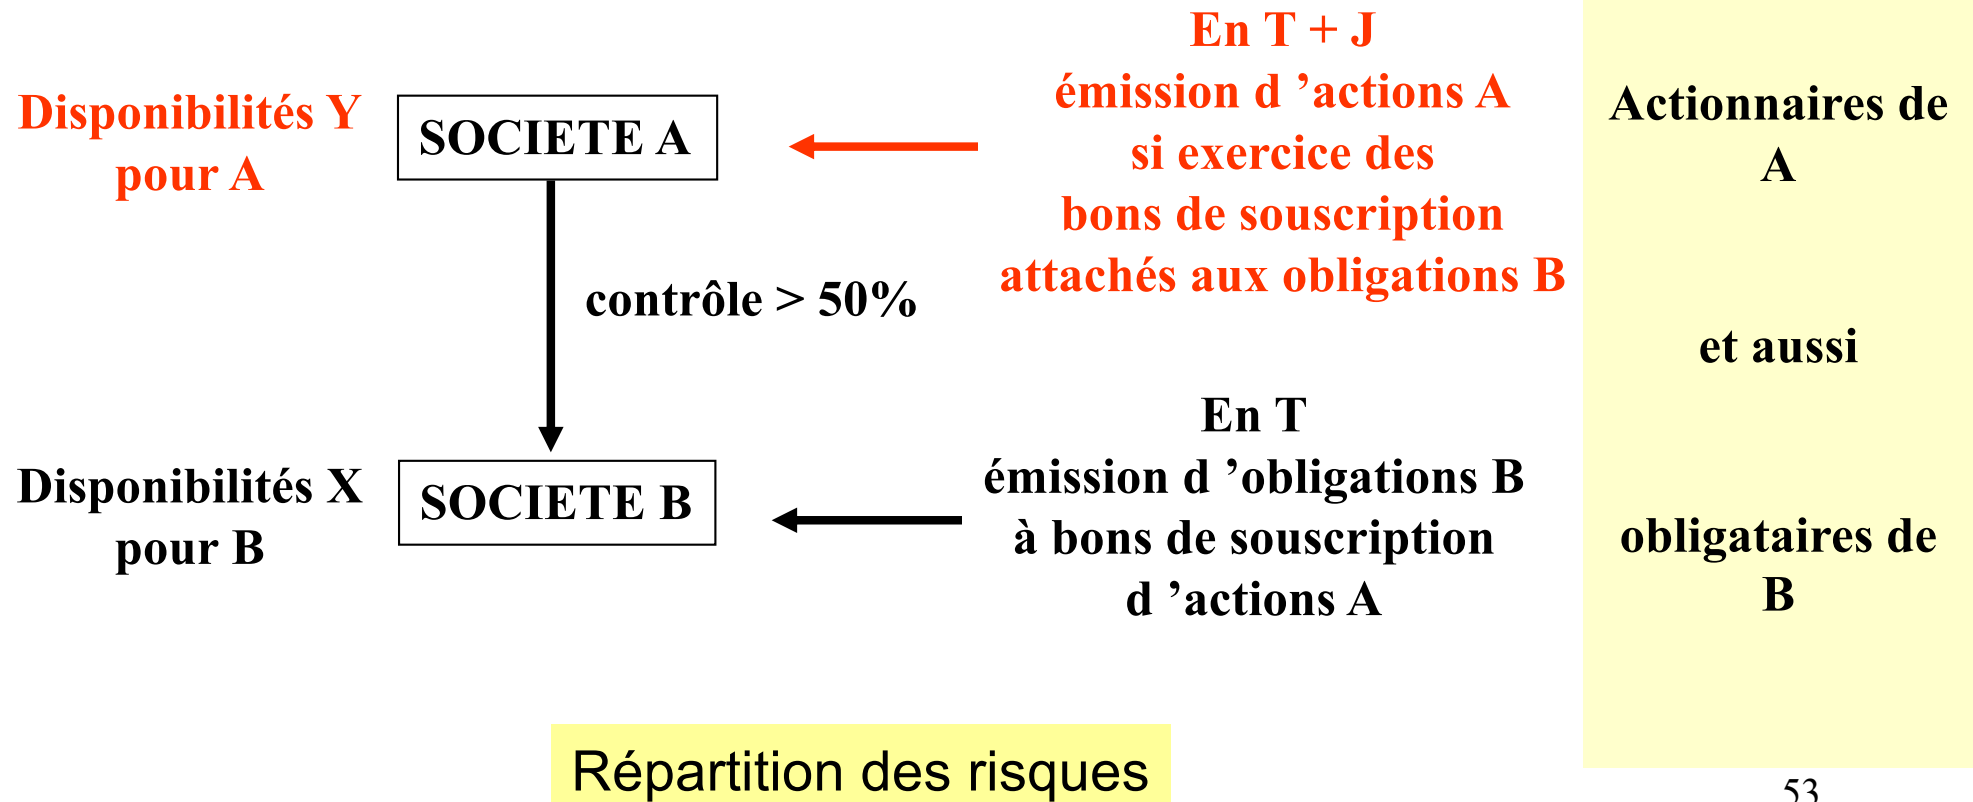 En T + J
émission d ’actions A
si exercice des
bons de souscription
attachés aux obligations B
Disponibilités Y
pour A
SOCIETE A
Actionnaires de
A
contrôle > 50%
et aussi
En T
émission d ’obligations B
à bons de souscription
d ’actions A
Disponibilités X
pour B
SOCIETE B
obligataires de
B
Répartition des risques
53